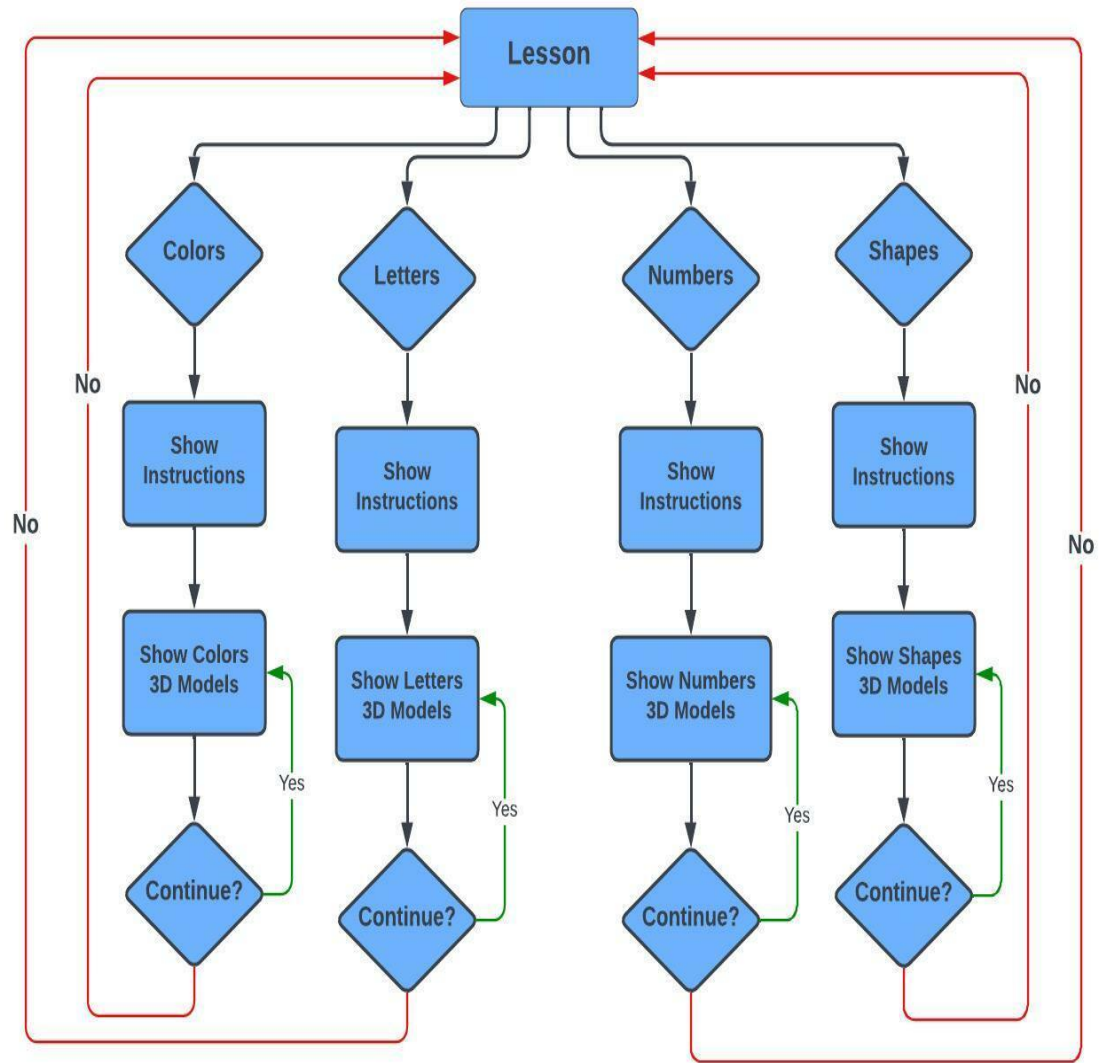 Lesson
Colors
Letters
Numbers
Shapes
No
No
No
No
Show
Instructions
Show
Instructions
Show
Instructions
Show
Instructions
Show Colors
3D Models
Show Letters
3D Models
Show Numbers
3D Models
Show Shapes
3D Models
Yes
Yes
Yes
Yes
Continue?
Continue?
Continue?
Continue?